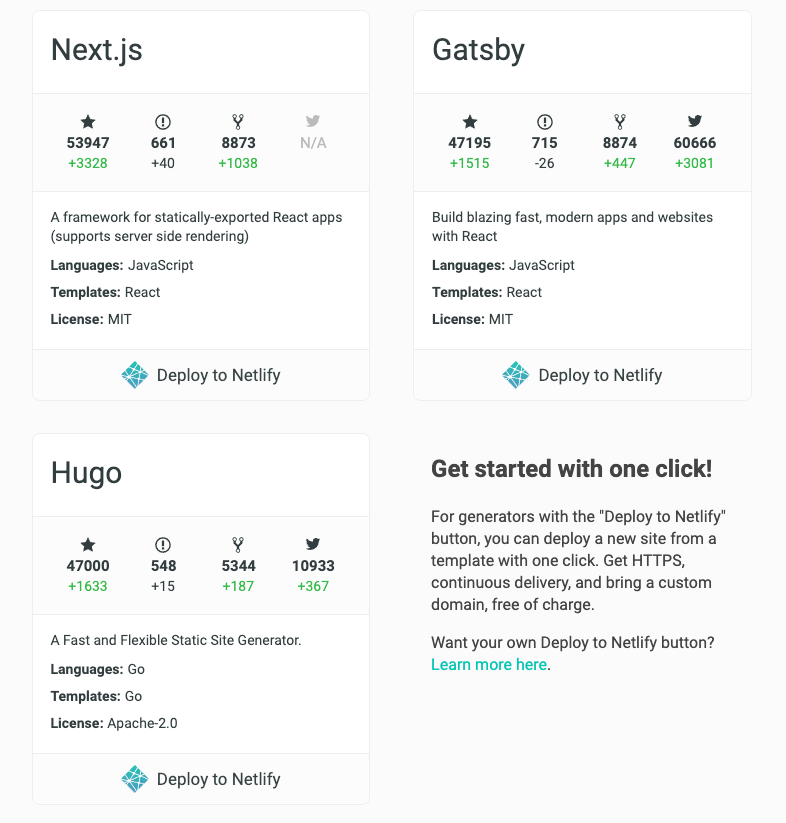 Next.js
53947 661 8873 N/A
+3328 +40 +1038
A framework for statically-exported React apps
(supports server side rendering)
Languages: JavaScript
Templates: React
License: MIT
Deploy to Netlify
Gatsby
47195 715 8874 60666
+1515 -26 +447 +3081
Build blazing fast, modern apps and websites
with React
Languages: JavaScript
Templates: React
License: MIT
Deploy to Netlify
Hugo
47000 548 5344 10933
+1633 +15 +187 +367
A Fast and Flexible Static Site Generator.
Languages: Go
Templates: Go
License: Apache-2.0
Deploy to Netlify
Get started with one click!
For generators with the "Deploy to Netlify"
button, you can deploy a new site from a
template with one click. Get HTTPS,
continuous delivery, and bring a custom
domain, free of charge.
Want your own Deploy to Netlify button?
Learn more here.